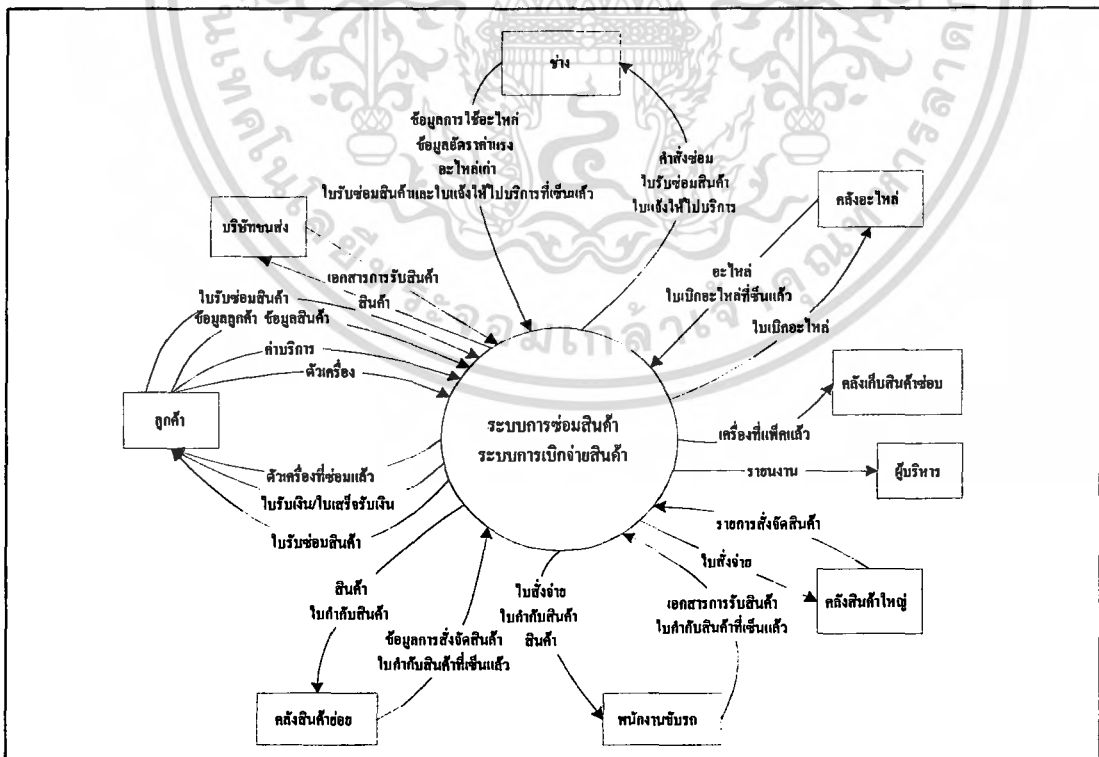 ช่าง
ข้อมูลการใช้อะไหล่
ข้อมูลอัตราค่าแรง
อะไหล่เก่า
ใบรับซ่อมสินค้าและใบแจ้งให้ไปบริการที่เซ็นแล้ว
คำสั่งซ่อม
ใบรับซ่อมสินค้า
ใบแจ้งให้ไปบริการ
คลังอะไหล่
บริษัทขนส่ง
เอกสารการรับสินค้า
สินค้า
อะไหล่
ใบเบิกอะไหล่ที่เซ็นแล้ว
ใบเบิกอะไหล่
ใบรับซ่อมสินค้า
ข้อมูลลูกค้า ข้อมูลสินค้า
ค่าบริการ
ตัวเครื่อง
ลูกค้า
ระบบการซ่อมสินค้า
ระบบการเบิกจ่ายสินค้า
คลังเก็บสินค้าซ่อม
เครื่องที่แพ็คแล้ว
รายนงาน
ผู้บริหาร
ตัวเครื่องที่ซ่อมแล้ว
ใบรับเงิน/ใบเสร็จรับเงิน
ใบรับซ่อมสินค้า
รายการสั่งจัดสินค้า
ใบสั่งจ่าย
คลังสินค้าใหญ่
สินค้า
ใบกำกับสินค้า
ข้อมูลการสั่งจัดสินค้า
ใบกำกับสินค้าที่เซ็นแล้ว
ใบสั่งจ่าย
ใบกำกับสินค้า
สินค้า
เอกสารการรับสินค้า
ใบกำกับสินค้าที่เซ็นแล้ว
คลังสินค้าย่อย
พนักงานขับรถ